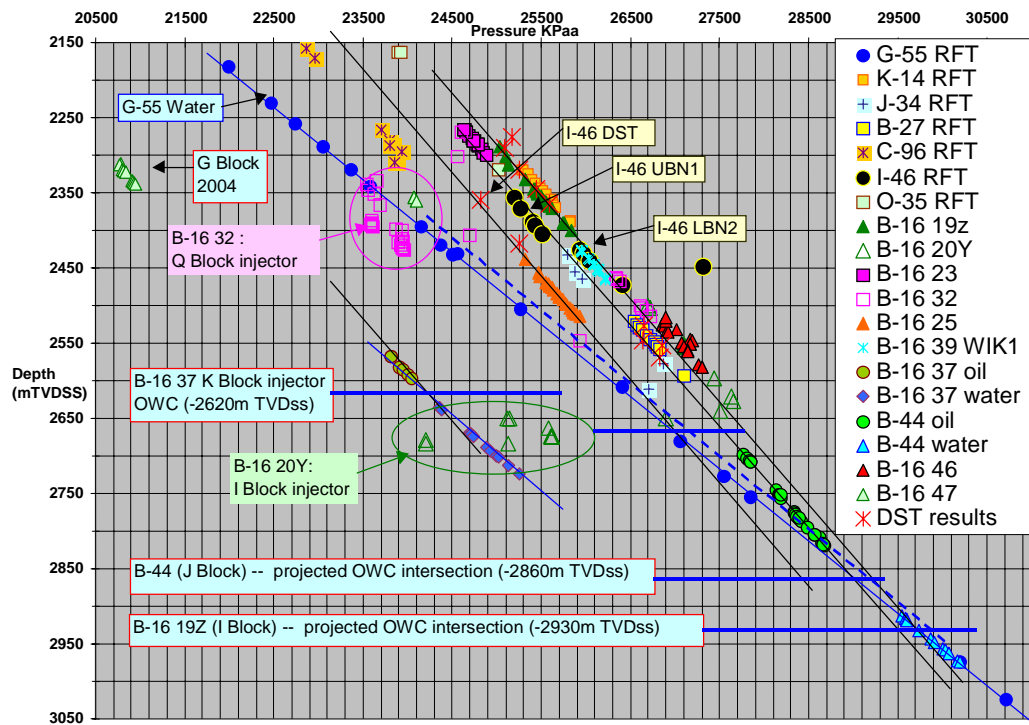 20500 21500 22500 23500 24500 25500 26500 27500 28500 29500 30500
Pressure KPaa
2150
2250
2350
2450
2550
2650
2750
2850
2950
3050
Depth
(mTVDSS)
G-55 Water
G Block
2004
B-16 32 :
Q Block injector
I-46 DST
I-46 UBN1
I-46 LBN2
B-16 37 K Block injector
OWC (-2620m TVDss)
B-16 20Y:
I Block injector
B-44 (J Block) -- projected OWC intersection (-2860m TVDss)
B-16 19Z (I Block) -- projected OWC intersection (-2930m TVDss)
G-55 RFT
K-14 RFT
J-34 RFT
B-27 RFT
C-96 RFT
I-46 RFT
O-35 RFT
B-16 19z
B-16 20Y
B-16 23
B-16 32
B-16 25
B-16 39 WIK1
B-16 37 oil
B-16 37 water
B-44 oil
B-44 water
B-16 46
B-16 47
DST results